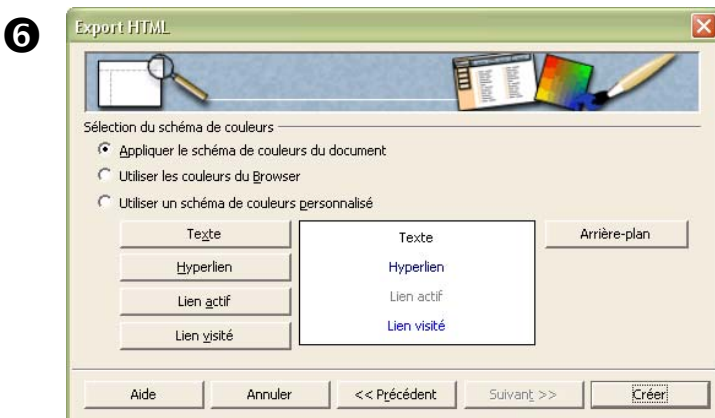 ❻
Export HTML
Sélection du schéma de couleurs
Appliquer le schéma de couleurs du document
Utiliser les couleurs du Browser
Utiliser un schéma de couleurs personnalisé
Texte
Texte
Arrière-plan
Hyperlien
Hyperlien
Lien actif
Lien actif
Lien visité
Lien visité
Aide
Annuler
<< Précédent
Suivant >>
Créer